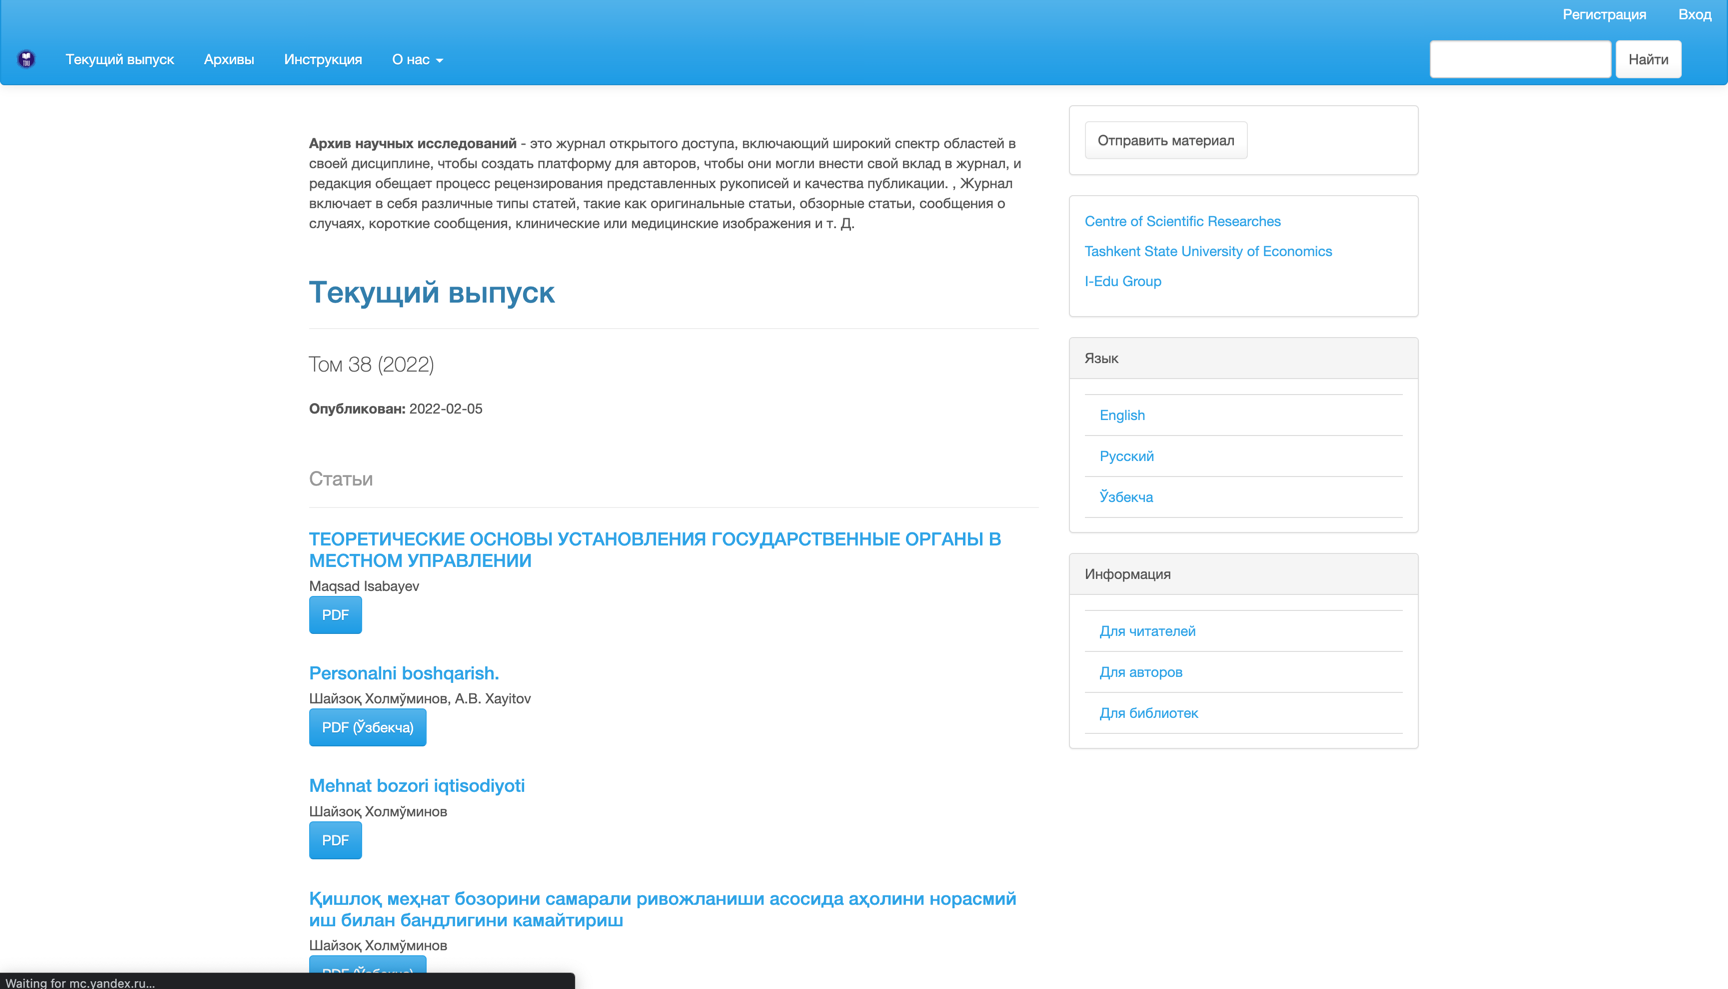 Регистрация
Вход
Текущий выпуск
Архивы
Инструкция
О нас
Найти
Архив научных исследований - это журнал открытого доступа, включающий широкий спектр областей в
своей дисциплине, чтобы создать платформу для авторов, чтобы они могли внести свой вклад в журнал, и
редакция обещает процесс рецензирования представленных рукописей и качества публикации. , Журнал
включает в себя различные типы статей, такие как оригинальные статьи, обзорные статьи, сообщения о
случаях, короткие сообщения, клинические или медицинские изображения и т. Д.
Текущий выпуск
Том 38 (2022)
Опубликован: 2022-02-05
Статьи
ТЕОРЕТИЧЕСКИЕ ОСНОВЫ УСТАНОВЛЕНИЯ ГОСУДАРСТВЕННЫЕ ОРГАНЫ В
МЕСТНОМ УПРАВЛЕНИИ
Maqsad Isabayev
PDF
Personalni boshqarish.
Шайзоқ Холмўминов, A.B. Xayitov
PDF (Ўзбекча)
Mehnat bozori iqtisodiyoti
Шайзоқ Холмўминов
PDF
Қишлоқ меҳнат бозорини самарали ривожланиши асосида аҳолини норасмий
иш билан бандлигини камайтириш
Шайзоқ Холмўминов
PDF (Ўзбекча)
Отправить материал
Centre of Scientific Researches
Tashkent State University of Economics
I-Edu Group
Язык
English
Русский
Ўзбекча
Информация
Для читателей
Для авторов
Для библиотек
Waiting for mc.yandex.ru...